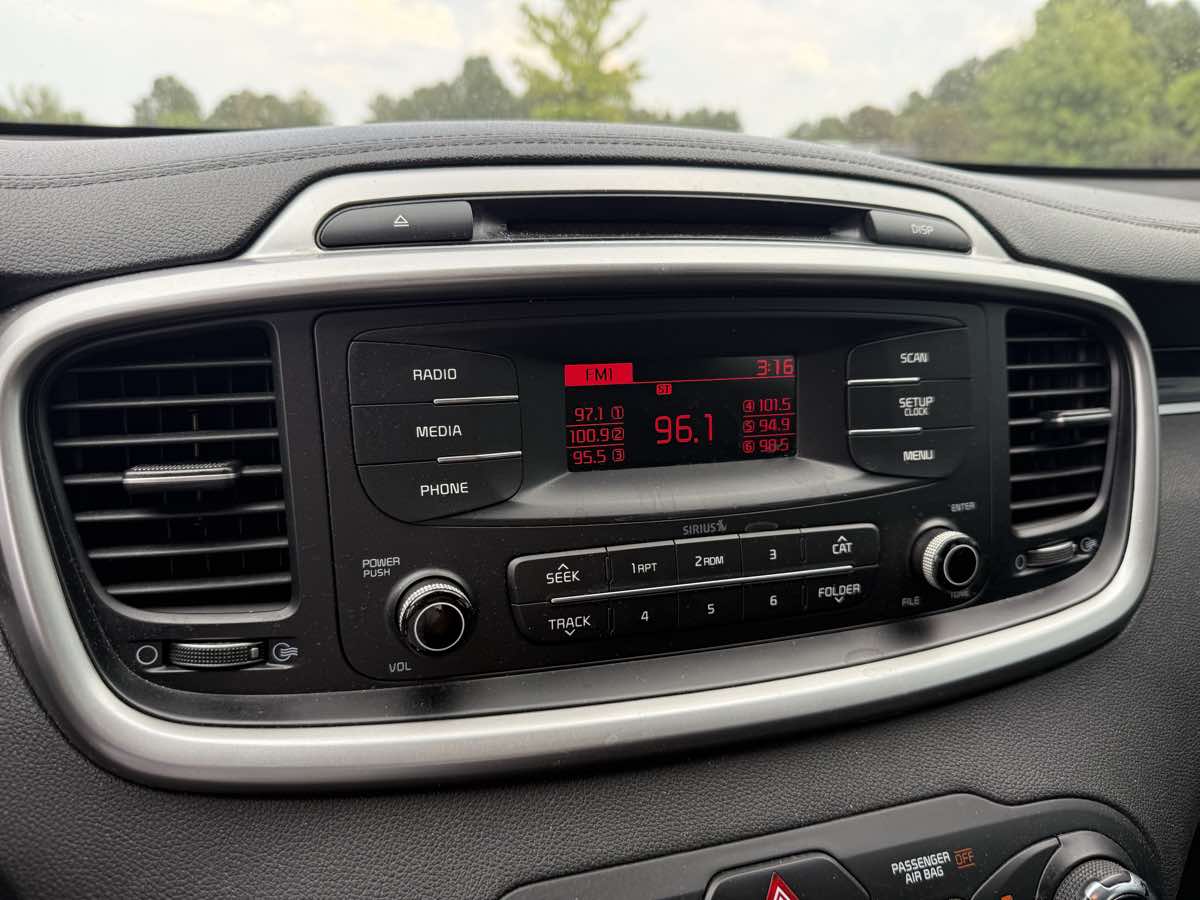 DISP
RADIO
MEDIA
PHONE
FM1 3:16
ST
97.1 1
100.9 2
95.5 3
96.1
4 101.5
5 94.9
6 98.5
SCAN
SETUP
CLOCK
MENU
SIRIUS
POWER
PUSH
VOL
SEEK
1 RPT
2 RDM
3
CAT
TRACK
4
5
6
FOLDER
ENTER
FILE
TUNE
PASSENGER
AIR BAG
OFF